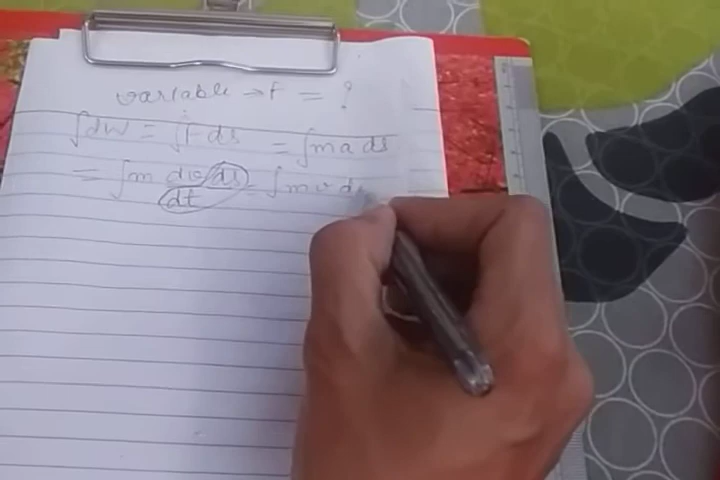 variable → F = ?
∫dW = ∫F ds = ∫ma ds
= ∫m dv/dt ds = ∫mv d